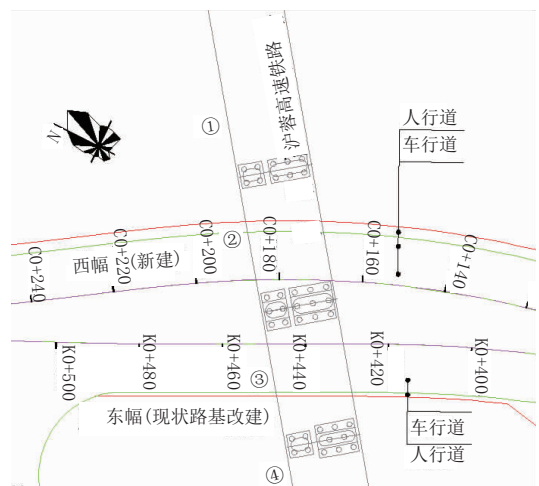 ①
沪蓉高速铁路
人行道
车行道
N
②
C0+240
C0+220
C0+200
C0+180
C0+160
C0+140
西幅
(新建)
K0+500
K0+480
K0+460
K0+440
K0+420
K0+400
③
东幅(现状路基改建)
车行道
人行道
④